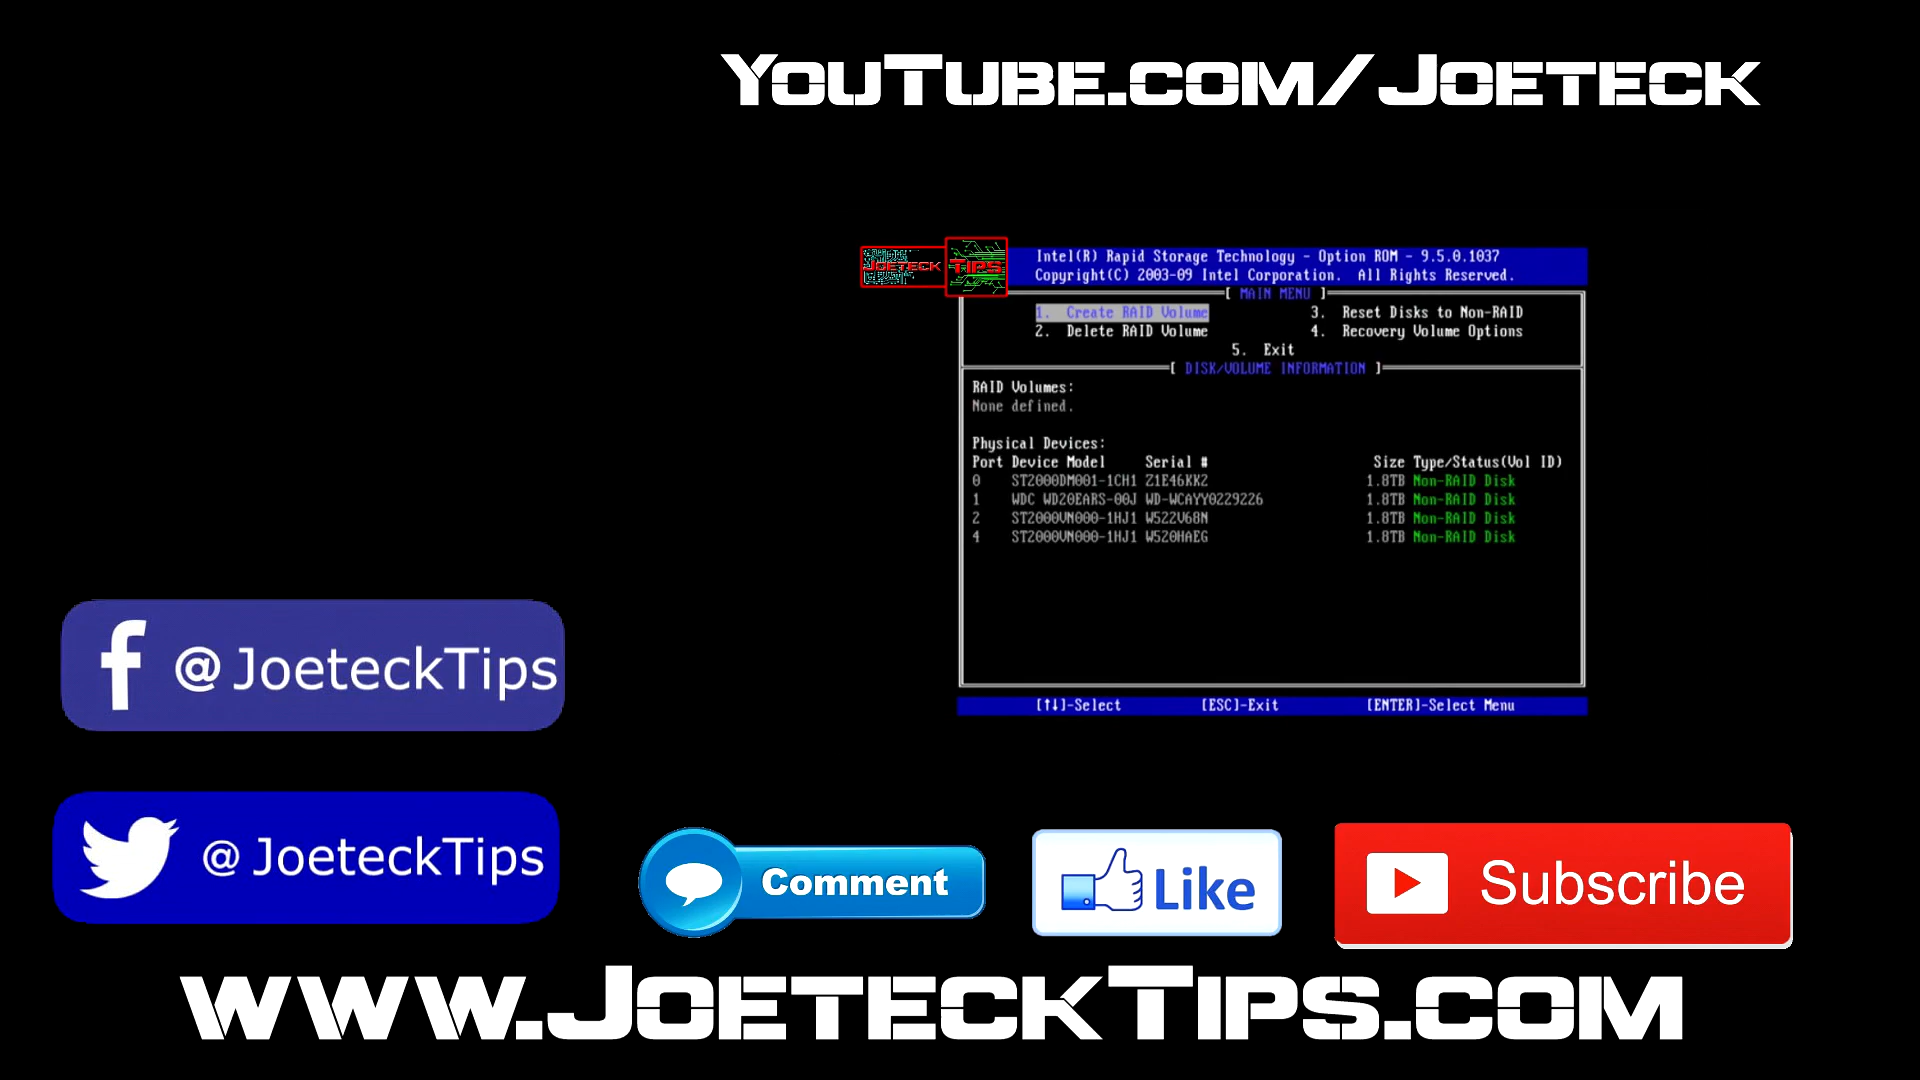 YouTube.com/Joeteck
JOETECK TIPS
Intel(R) Rapid Storage Technology - Option ROM - 9.5.0.1037
Copyright(C) 2003-09 Intel Corporation. All Rights Reserved.
[ MAIN MENU ]
1. Create RAID Volume 3. Reset Disks to Non-RAID
2. Delete RAID Volume 4. Recovery Volume Options
5. Exit
[ DISK/VOLUME INFORMATION ]
RAID Volumes:
None defined.
Physical Devices:
Port Device Model Serial # Size Type/Status(Vol ID)
0 ST2000DM001-1CH1 Z1E46KK2 1.8TB Non-RAID Disk
1 WDC WD20EARS-00J WD-WCAYY0229226 1.8TB Non-RAID Disk
2 ST2000VN000-1HJ1 W522V68N 1.8TB Non-RAID Disk
4 ST2000VN000-1HJ1 W520HAEG 1.8TB Non-RAID Disk
[↑↓]-Select [ESC]-Exit [ENTER]-Select Menu
f @JoeteckTips
@JoeteckTips
Comment
Like
Subscribe
www.JoeteckTips.com